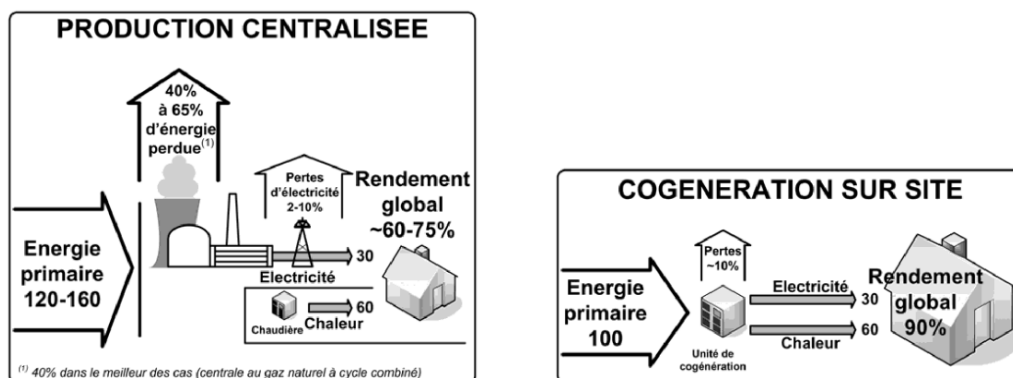 PRODUCTION CENTRALISEE
40%
à 65%
d'énergie
perdue(1)
Pertes
d'électricité
2-10%
Rendement
global
~60-75%
Energie
primaire
120-160
30
Electricité
60
Chaudière
Chaleur
(1) 40% dans le meilleur des cas (centrale au gaz naturel à cycle combiné)
COGENERATION SUR SITE
Pertes
~10%
Energie
primaire
100
Electricité
30
60
Chaleur
Unité de
cogénération
Rendement
global
90%